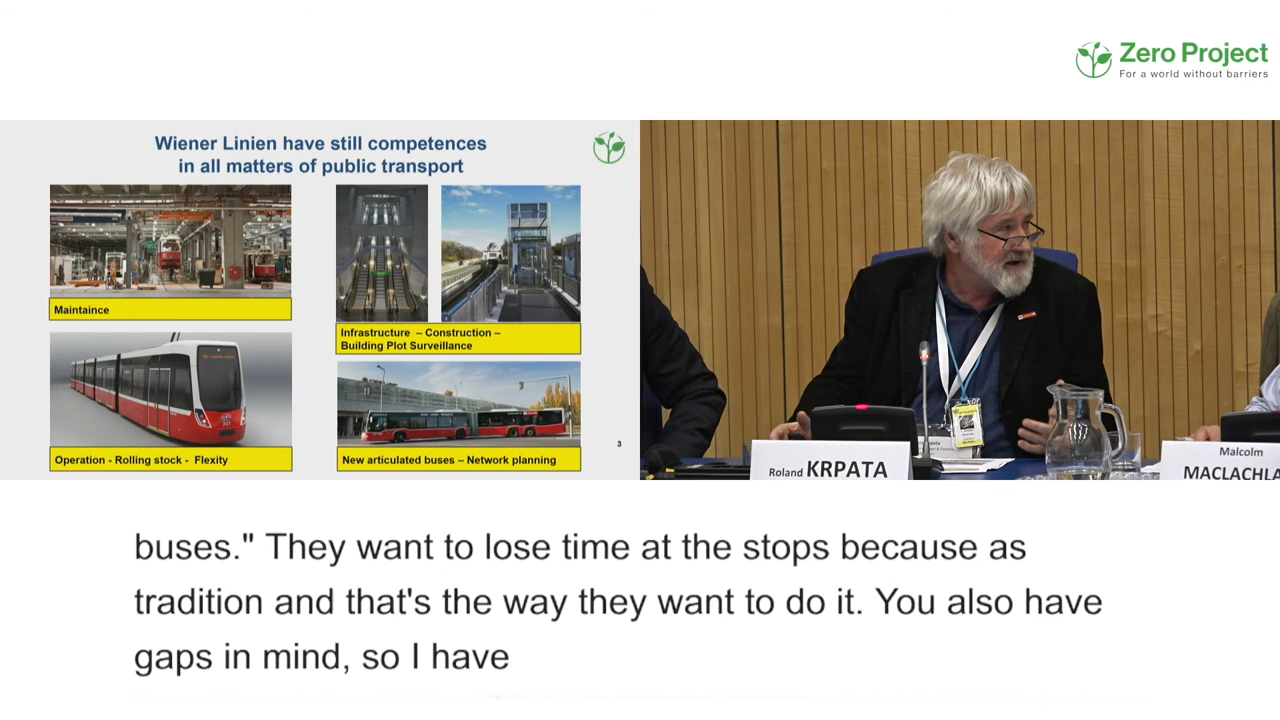 Zero Project
For a world without barriers
Wiener Linien have still competences
in all matters of public transport
Maintaince
Infrastructure – Construction –
Building Plot Surveillance
Operation - Rolling stock - Flexity
New articulated buses – Network planning
3
Roland KRPATA
Malcolm
MACLACHLA
buses." They want to lose time at the stops because as
tradition and that's the way they want to do it. You also have
gaps in mind, so I have